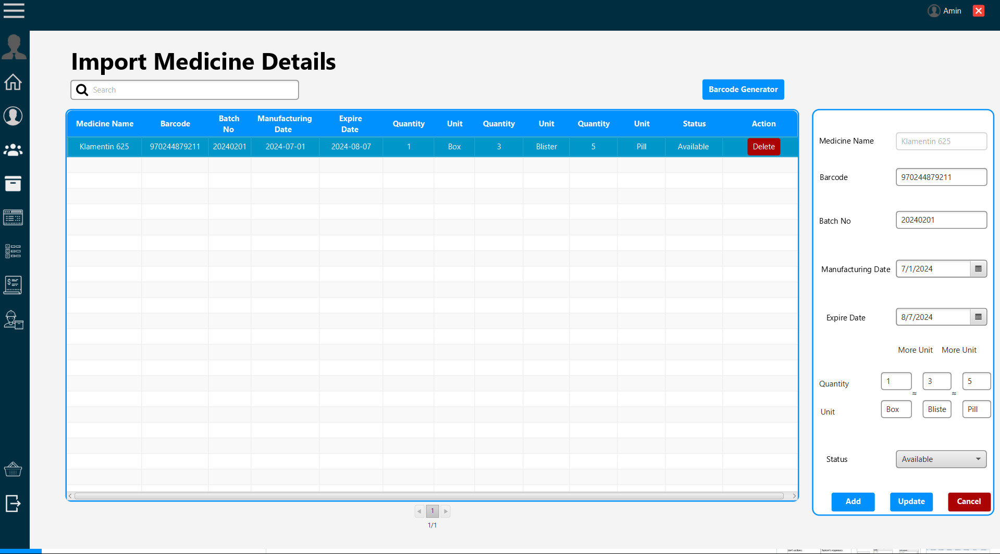 Amin
Import Medicine Details
Search
Barcode Generator
Medicine Name Barcode Batch No Manufacturing Date Expire Date Quantity Unit Quantity Unit Quantity Unit Status Action
Klamentin 625 970244879211 20240201 2024-07-01 2024-08-07 1 Box 3 Blister 5 Pill Available Delete
1
1/1
Medicine Name Klamentin 625
Barcode 970244879211
Batch No 20240201
Manufacturing Date 7/1/2024
Expire Date 8/7/2024
More Unit More Unit
Quantity 1 3 5
≈ ≈
Unit Box Bliste Pill
Status Available
Add Update Cancel